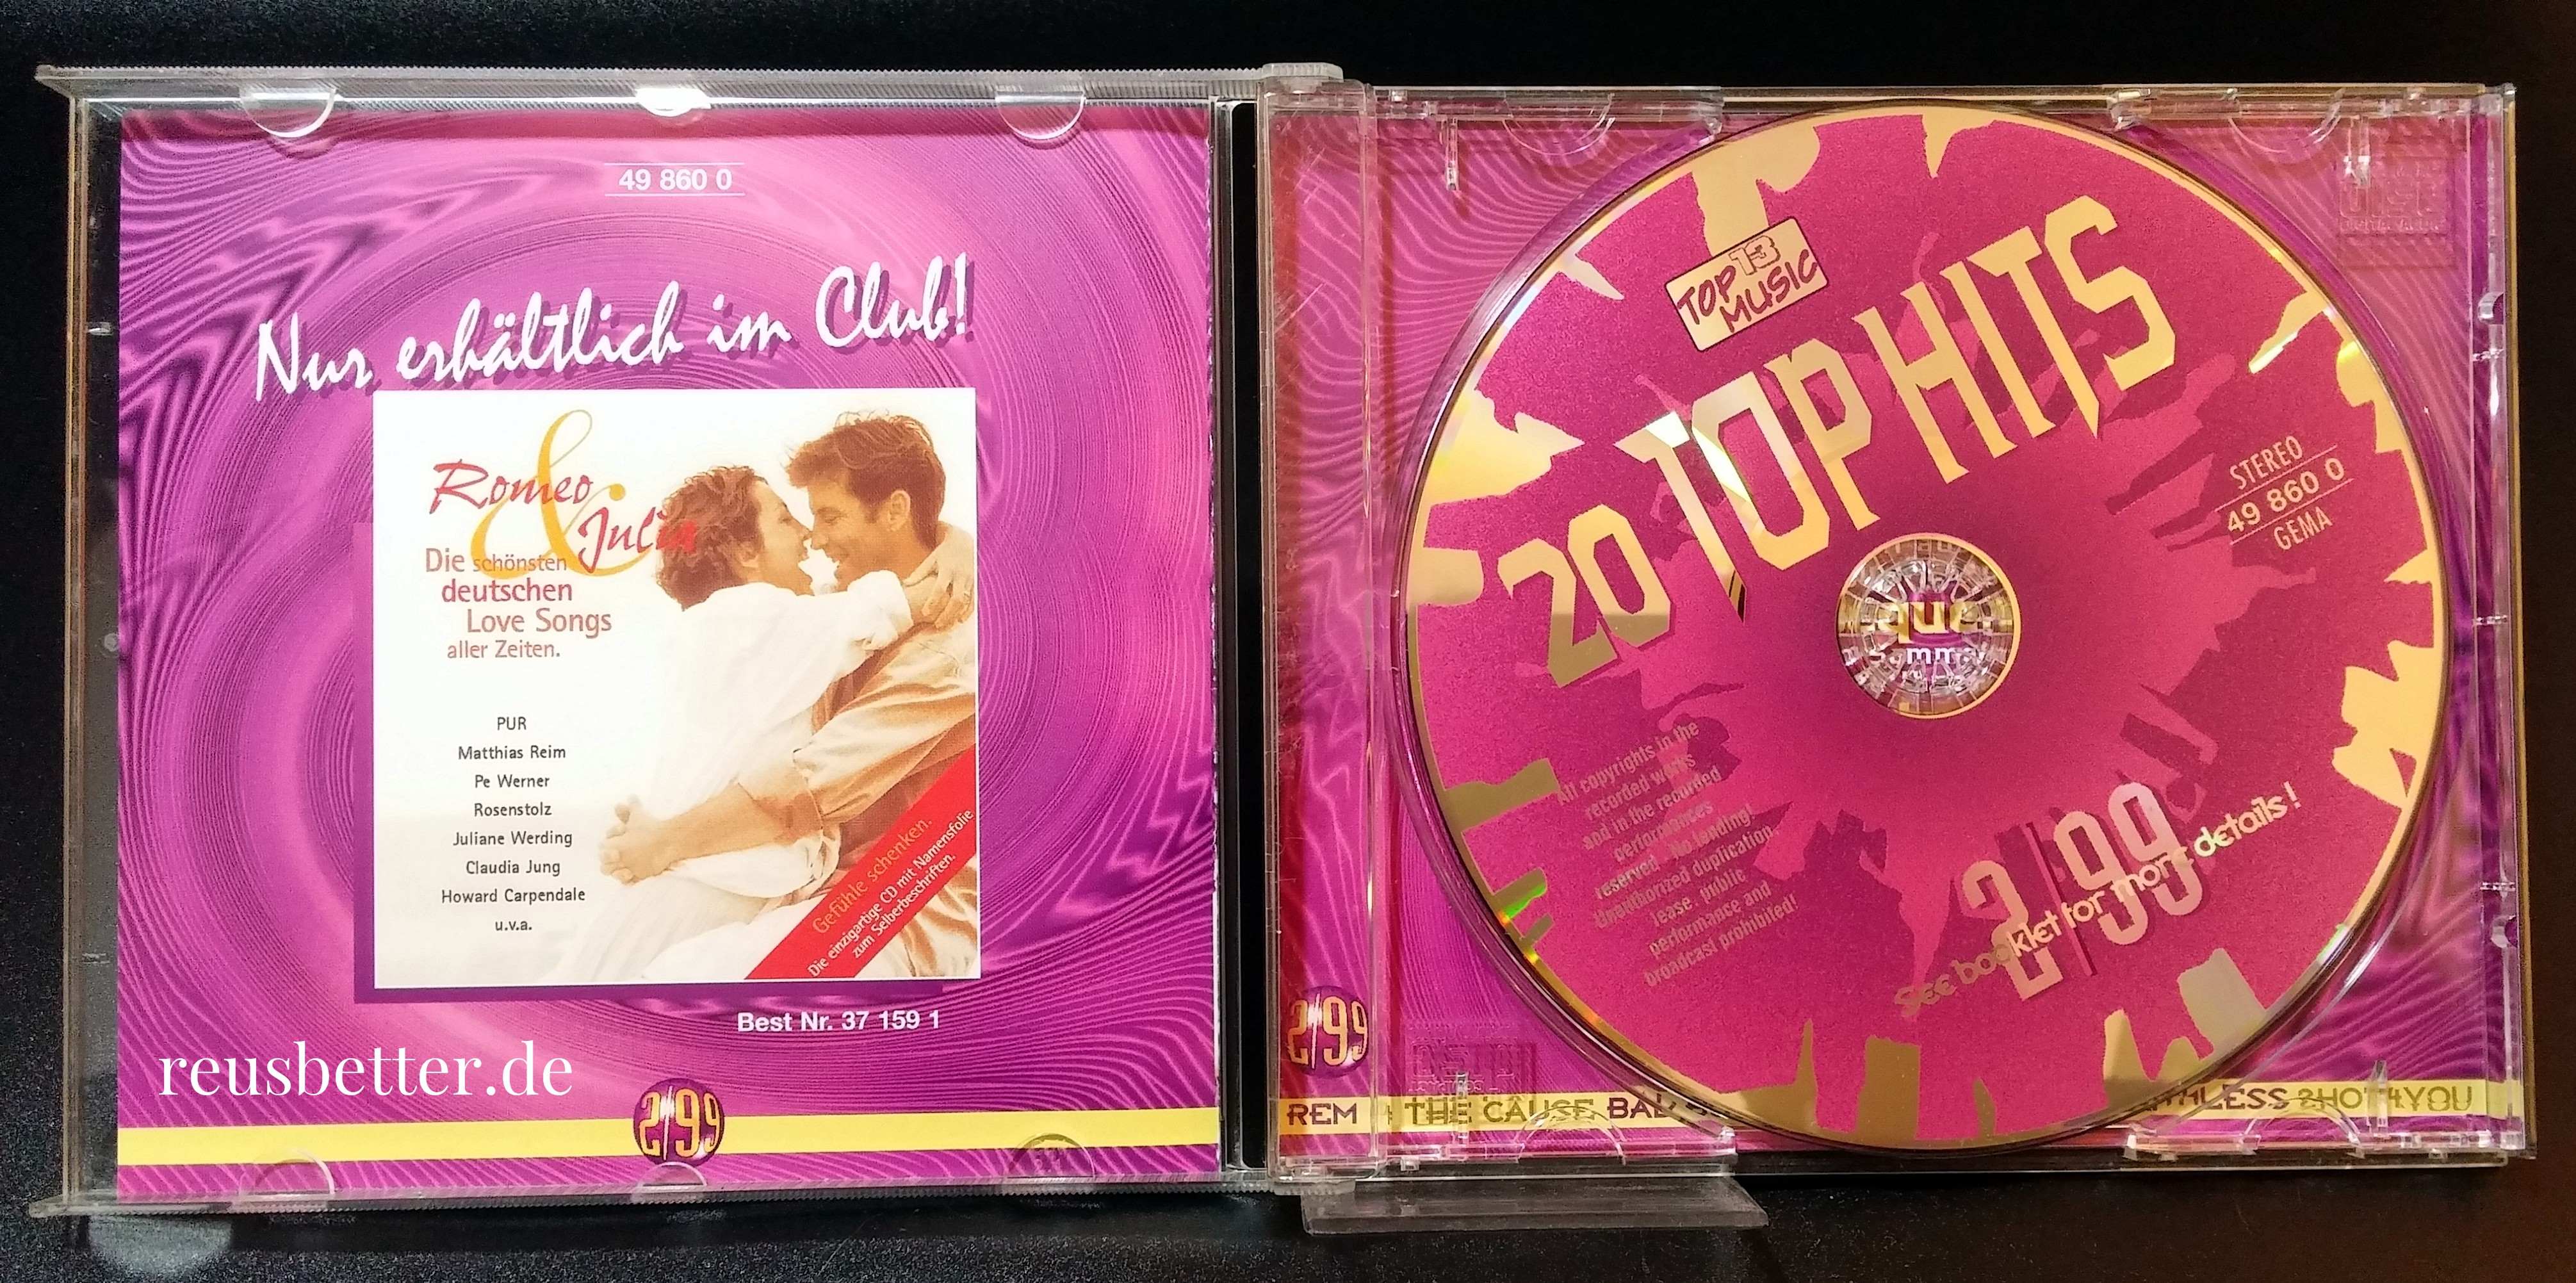 49 860 0
Nur erhältlich im Club!
Romeo
&
Julia
Die schönsten
deutschen
Love Songs
aller Zeiten.
PUR
Matthias Reim
Pe Werner
Rosenstolz
Juliane Werding
Claudia Jung
Howard Carpendale
u.v.a.
Gefühle schenken.
Die einzigartige CD mit Namensfolie
zum Selberbeschriften.
Best Nr. 37 159 1
reusbetter.de
2/99
TOP 13
MUSIC
20 TOP HITS
STEREO
49 860 0
GEMA
All copyrights in the
recorded works
and in the recorded
performances
reserved. No lending!
Unauthorized duplication,
lease, public
performance and
broadcast prohibited!
2/99
See booklet for more details!
2/99
REM 4 THE CAUSE
2HOT4YOU